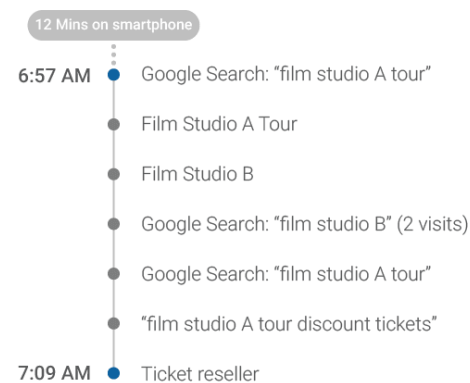 12 Mins on smartphone
6:57 AM Google Search: “film studio A tour”
Film Studio A Tour
Film Studio B
Google Search: “film studio B” (2 visits)
Google Search: “film studio A tour”
“film studio A tour discount tickets”
7:09 AM Ticket reseller